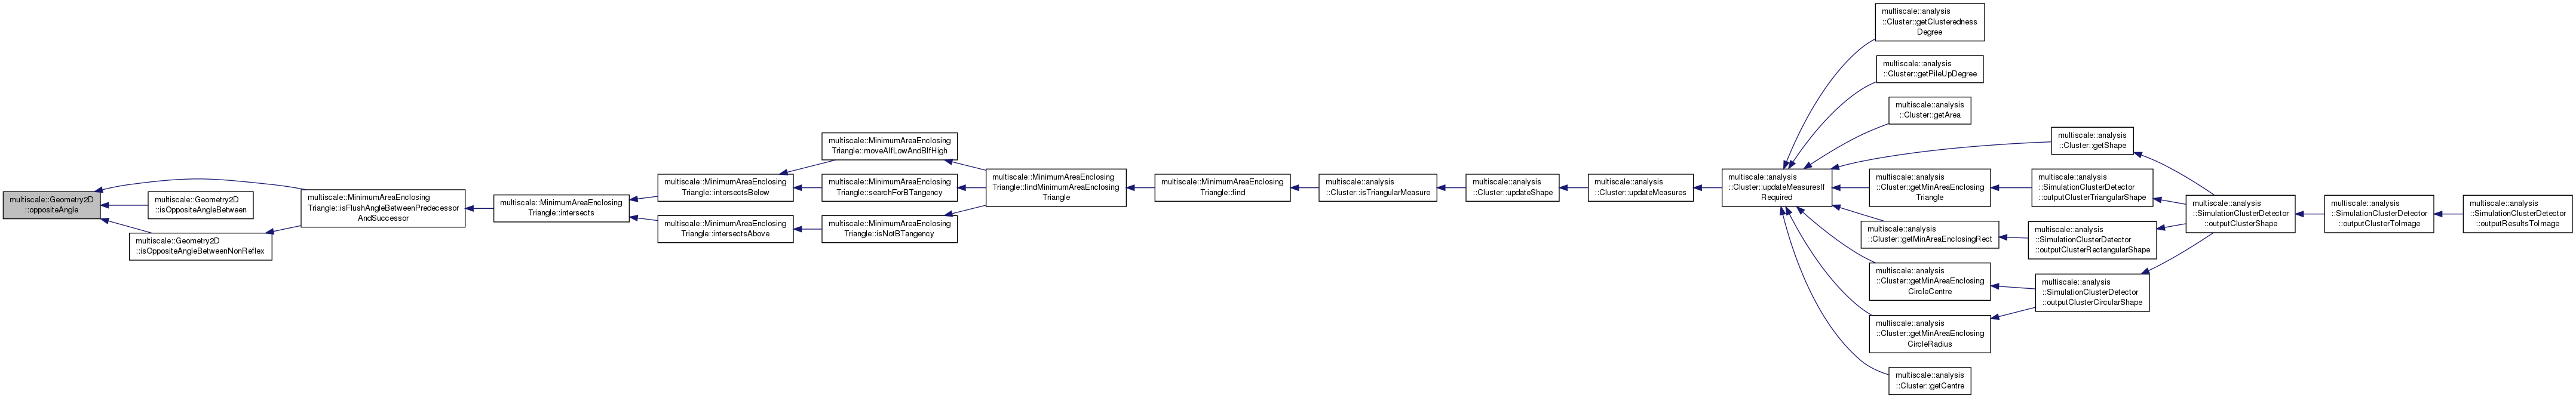 multiscale::Geometry2D
::oppositeAngle
multiscale::Geometry2D
::isOppositeAngleBetween
multiscale::Geometry2D
::isOppositeAngleBetweenNonReflex
multiscale::MinimumAreaEnclosing
Triangle::isFlushAngleBetweenPredecessor
AndSuccessor
multiscale::MinimumAreaEnclosing
Triangle::intersects
multiscale::MinimumAreaEnclosing
Triangle::intersectsBelow
multiscale::MinimumAreaEnclosing
Triangle::intersectsAbove
multiscale::MinimumAreaEnclosing
Triangle::moveAIfLowAndBIfHigh
multiscale::MinimumAreaEnclosing
Triangle::searchForBTangency
multiscale::MinimumAreaEnclosing
Triangle::isNotBTangency
multiscale::MinimumAreaEnclosing
Triangle::findMinimumAreaEnclosing
Triangle
multiscale::MinimumAreaEnclosing
Triangle::find
multiscale::analysis
::Cluster::isTriangularMeasure
multiscale::analysis
::Cluster::updateShape
multiscale::analysis
::Cluster::updateMeasures
multiscale::analysis
::Cluster::updateMeasuresIf
Required
multiscale::analysis
::Cluster::getClusteredness
Degree
multiscale::analysis
::Cluster::getPileUpDegree
multiscale::analysis
::Cluster::getArea
multiscale::analysis
::Cluster::getShape
multiscale::analysis
::Cluster::getMinAreaEnclosing
Triangle
multiscale::analysis
::Cluster::getMinAreaEnclosingRect
multiscale::analysis
::Cluster::getMinAreaEnclosing
CircleCentre
multiscale::analysis
::Cluster::getMinAreaEnclosing
CircleRadius
multiscale::analysis
::Cluster::getCentre
multiscale::analysis
::SimulationClusterDetector
::outputClusterTriangularShape
multiscale::analysis
::SimulationClusterDetector
::outputClusterRectangularShape
multiscale::analysis
::SimulationClusterDetector
::outputClusterCircularShape
multiscale::analysis
::SimulationClusterDetector
::outputClusterShape
multiscale::analysis
::SimulationClusterDetector
::outputClusterToImage
multiscale::analysis
::SimulationClusterDetector
::outputResultsToImage